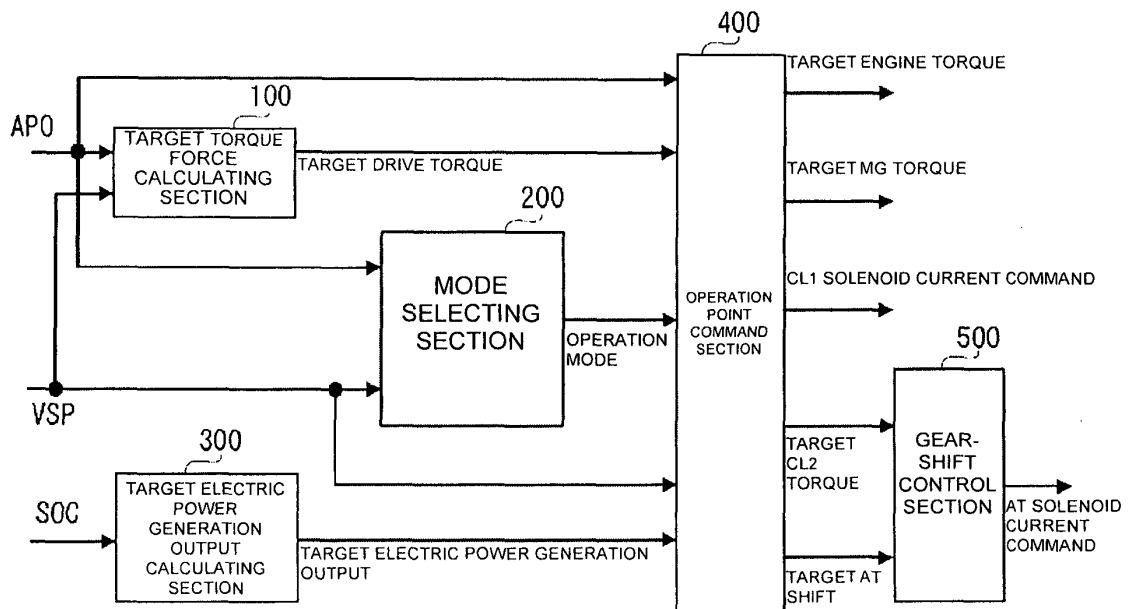 400
TARGET ENGINE TORQUE
100
APO
TARGET TORQUE
FORCE
CALCULATING
SECTION
TARGET DRIVE TORQUE
TARGET MG TORQUE
200
MODE
SELECTING
SECTION
OPERATION
MODE
OPERATION
POINT
COMMAND
SECTION
CL1 SOLENOID CURRENT COMMAND
500
VSP
300
TARGET ELECTRIC
POWER
GENERATION
OUTPUT
CALCULATING
SECTION
SOC
TARGET ELECTRIC POWER GENERATION
OUTPUT
TARGET
CL2
TORQUE
GEAR-
SHIFT
CONTROL
SECTION
AT SOLENOID
CURRENT
COMMAND
TARGET AT
SHIFT